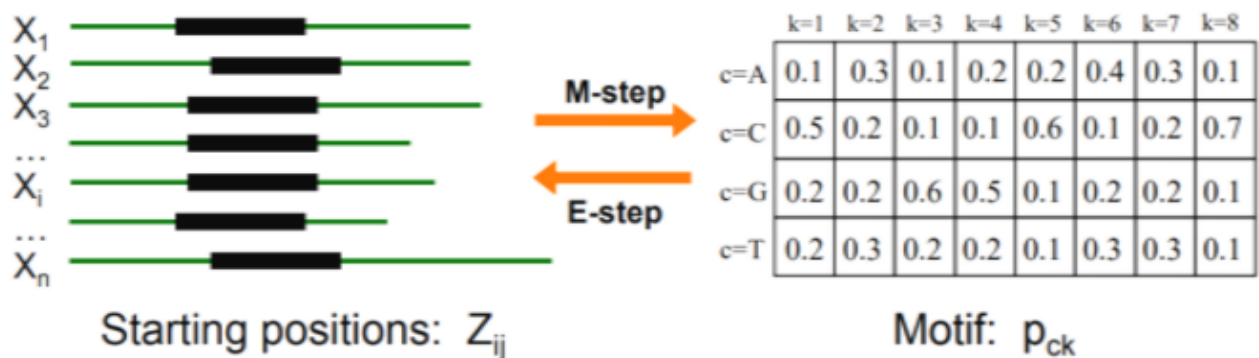 X1
X2
X3
...
Xi
...
Xn
Starting positions: Zij
M-step
E-step
k=1 k=2 k=3 k=4 k=5 k=6 k=7 k=8
c=A 0.1 0.3 0.1 0.2 0.2 0.4 0.3 0.1
c=C 0.5 0.2 0.1 0.1 0.6 0.1 0.2 0.7
c=G 0.2 0.2 0.6 0.5 0.1 0.2 0.2 0.1
c=T 0.2 0.3 0.2 0.2 0.1 0.3 0.3 0.1
Motif: pck